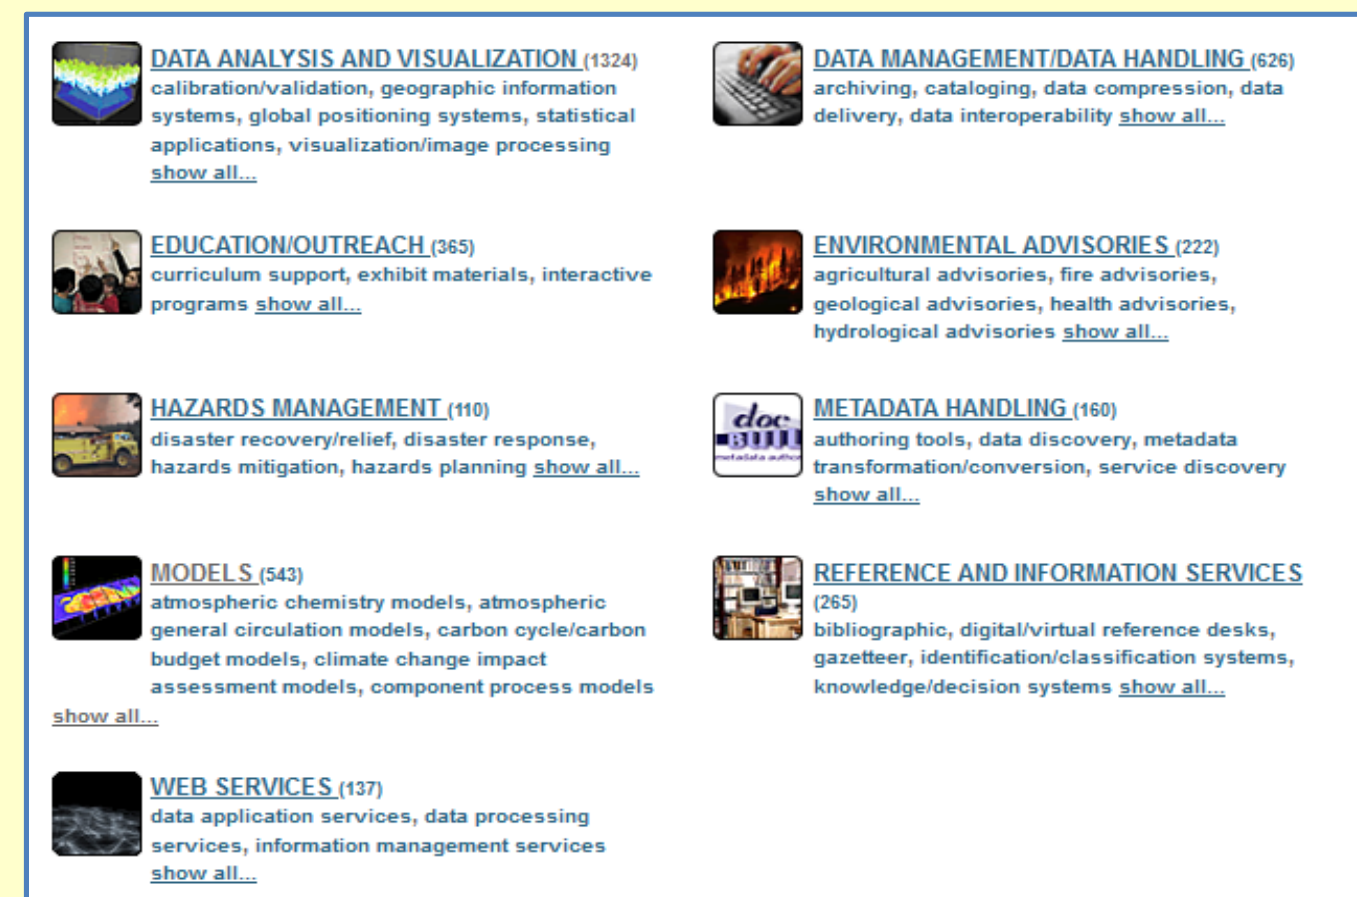 DATA ANALYSIS AND VISUALIZATION (1324)
calibration/validation, geographic information
systems, global positioning systems, statistical
applications, visualization/image processing
show all...
DATA MANAGEMENT/DATA HANDLING (626)
archiving, cataloging, data compression, data
delivery, data interoperability show all...
EDUCATION/OUTREACH (365)
curriculum support, exhibit materials, interactive
programs show all...
ENVIRONMENTAL ADVISORIES (222)
agricultural advisories, fire advisories,
geological advisories, health advisories,
hydrological advisories show all...
HAZARDS MANAGEMENT (110)
disaster recovery/relief, disaster response,
hazards mitigation, hazards planning show all...
doc
BUIL
metadata author
METADATA HANDLING (160)
authoring tools, data discovery, metadata
transformation/conversion, service discovery
show all...
MODELS (543)
atmospheric chemistry models, atmospheric
general circulation models, carbon cycle/carbon
budget models, climate change impact
assessment models, component process models
show all...
REFERENCE AND INFORMATION SERVICES
(265)
bibliographic, digital/virtual reference desks,
gazetteer, identification/classification systems,
knowledge/decision systems show all...
WEB SERVICES (137)
data application services, data processing
services, information management services
show all...